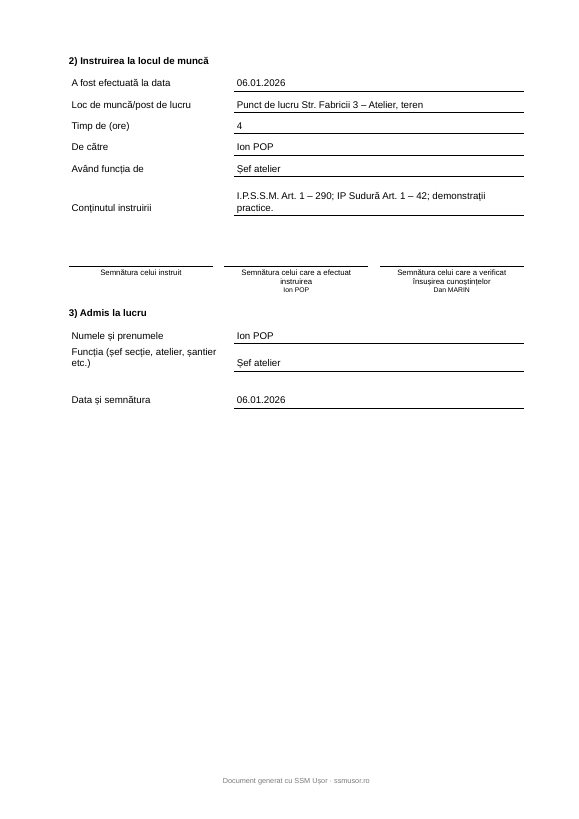 2) Instruirea la locul de muncă
A fost efectuată la data 06.01.2026
Loc de muncă/post de lucru Punct de lucru Str. Fabricii 3 – Atelier, teren
Timp de (ore) 4
De către Ion POP
Având funcția de Șef atelier
Conținutul instruirii I.P.S.S.M. Art. 1 – 290; IP Sudură Art. 1 – 42; demonstrații
practice.
Semnătura celui instruit
Semnătura celui care a efectuat
instruirea
Ion POP
Semnătura celui care a verificat
însușirea cunoștințelor
Dan MARIN
3) Admis la lucru
Numele și prenumele Ion POP
Funcția (șef secție, atelier, șantier
etc.) Șef atelier
Data și semnătura 06.01.2026
Document generat cu SSM Ușor · ssmusor.ro